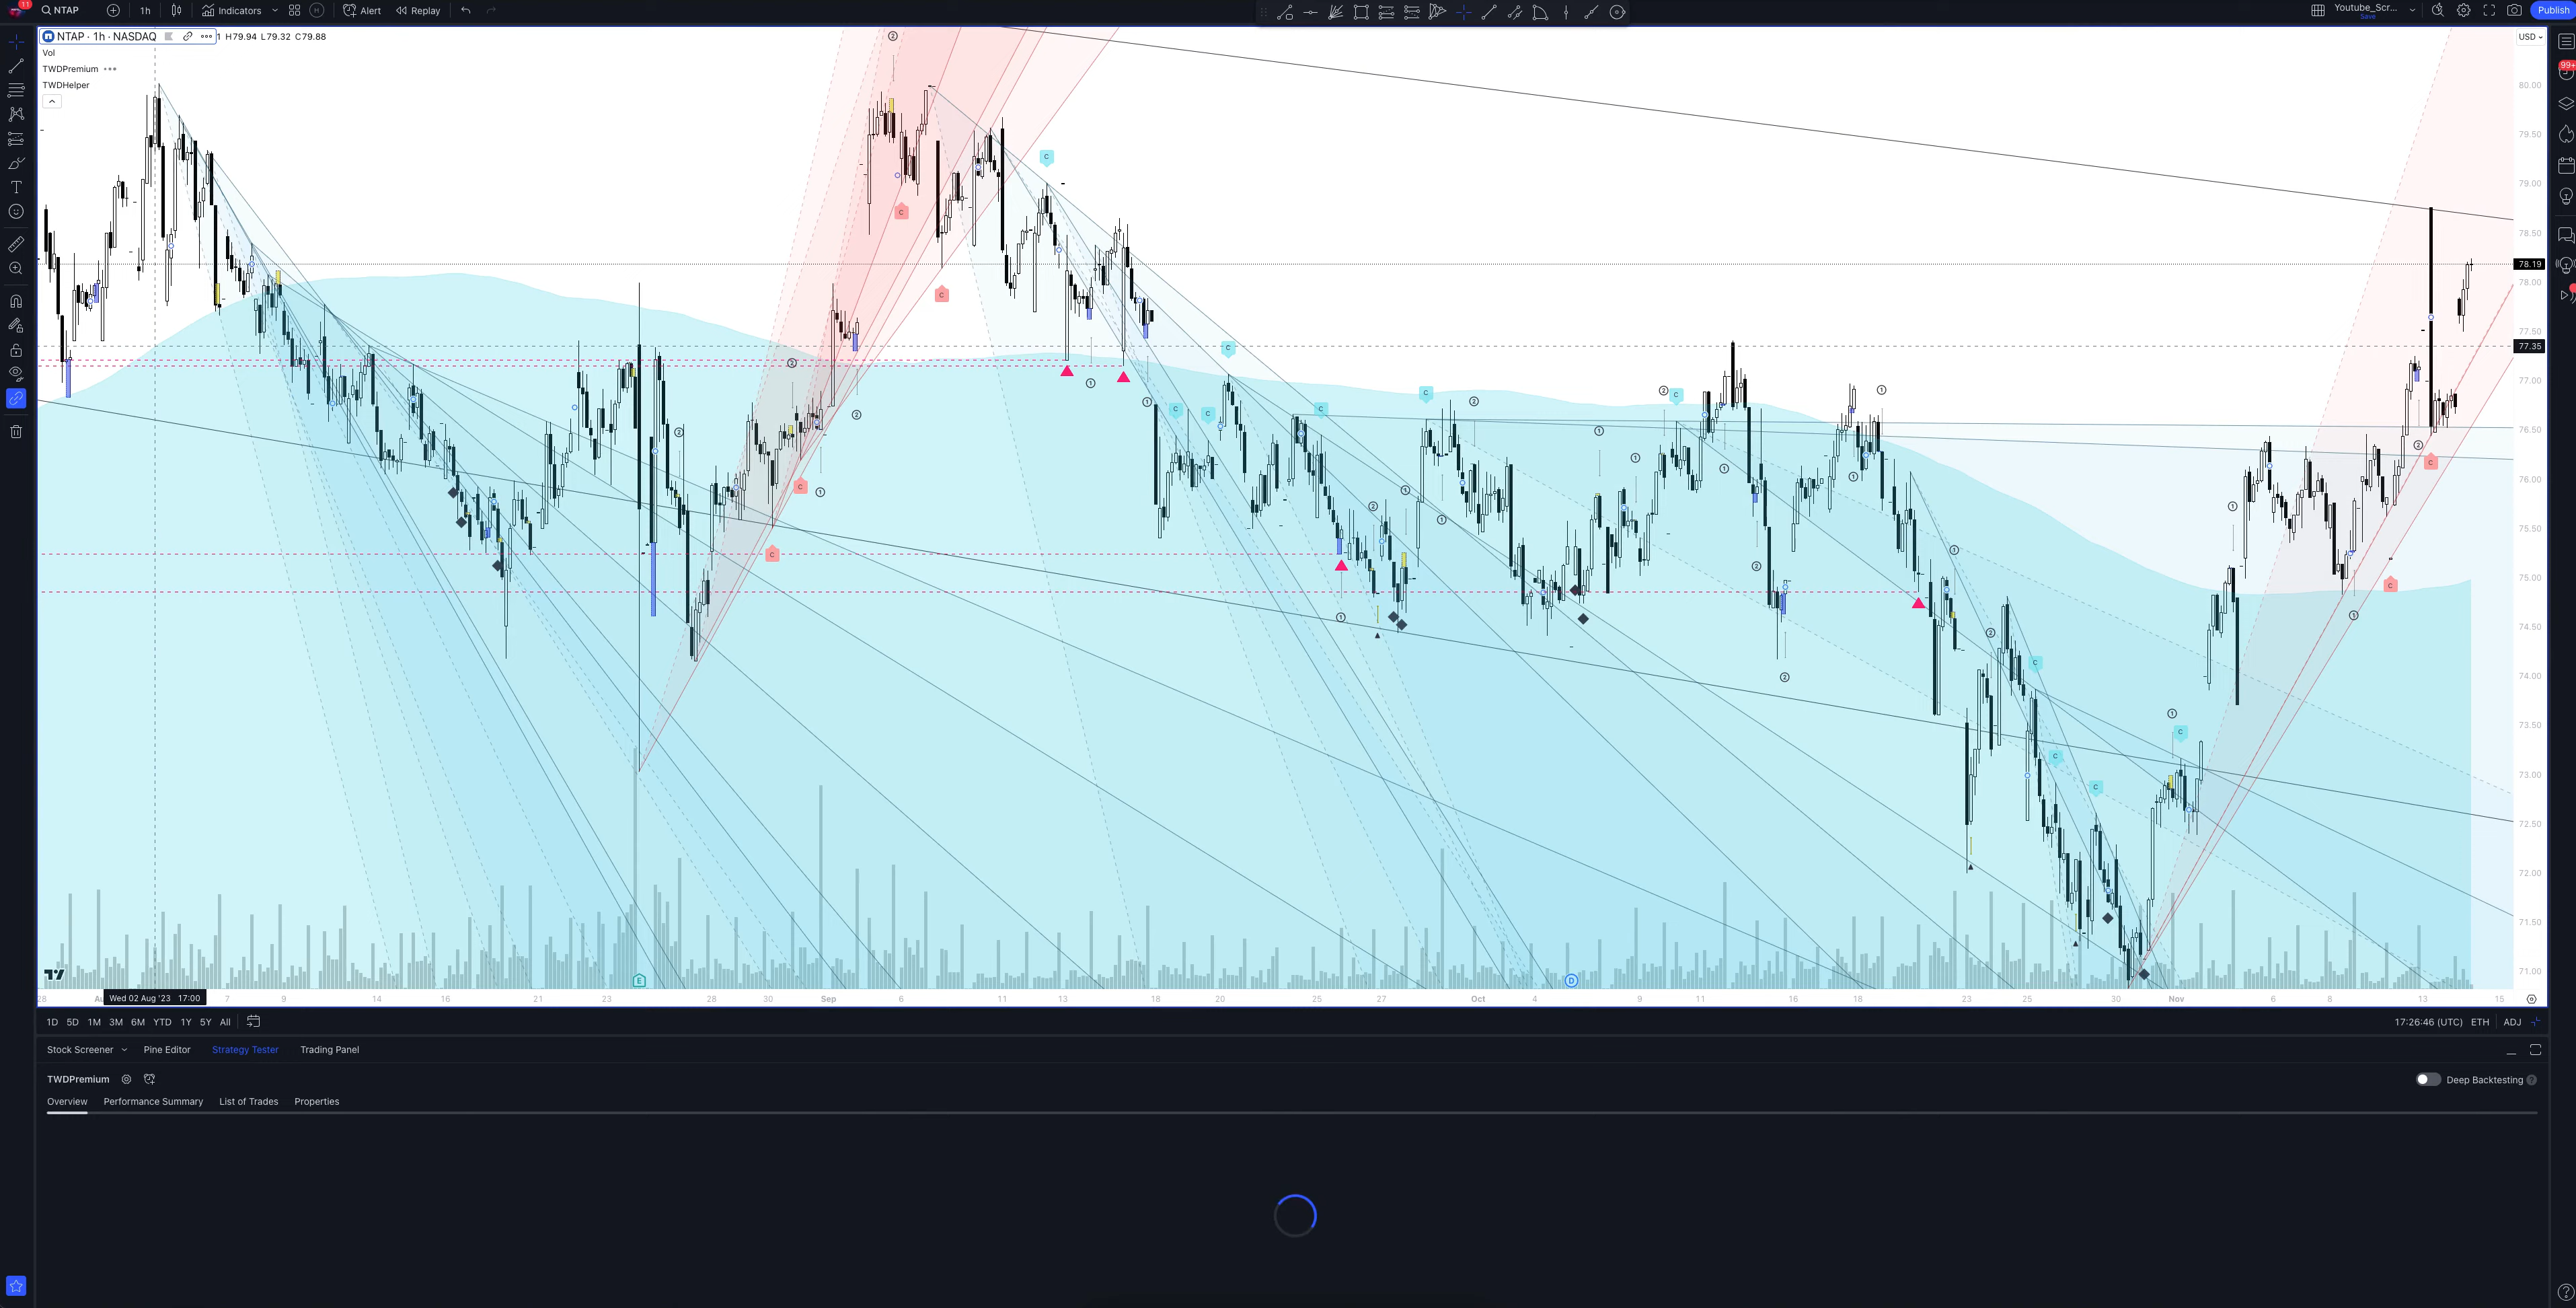 11
NTAP 1h Indicators Alert Replay
Youtube_Scr...
Save
Publish
NTAP · 1h · NASDAQ 1 H79.94 L79.32 C79.88
USD
Vol
TWDPremium
TWDHelper
99+
80.00
79.50
79.00
78.50
78.19
78.00
77.50
77.35
77.00
76.50
76.00
75.50
75.00
74.50
74.00
73.50
73.00
72.50
72.00
71.50
71.00
28 Au Wed 02 Aug '23 17:00 7 9 14 16 21 23 28 30 Sep 6 11 13 18 20 25 27 Oct 4 9 11 16 18 23 25 30 Nov 6 8 13 15
1D 5D 1M 3M 6M YTD 1Y 5Y All 17:26:46 (UTC) ETH ADJ
Stock Screener Pine Editor Strategy Tester Trading Panel
TWDPremium Deep Backtesting
Overview Performance Summary List of Trades Properties